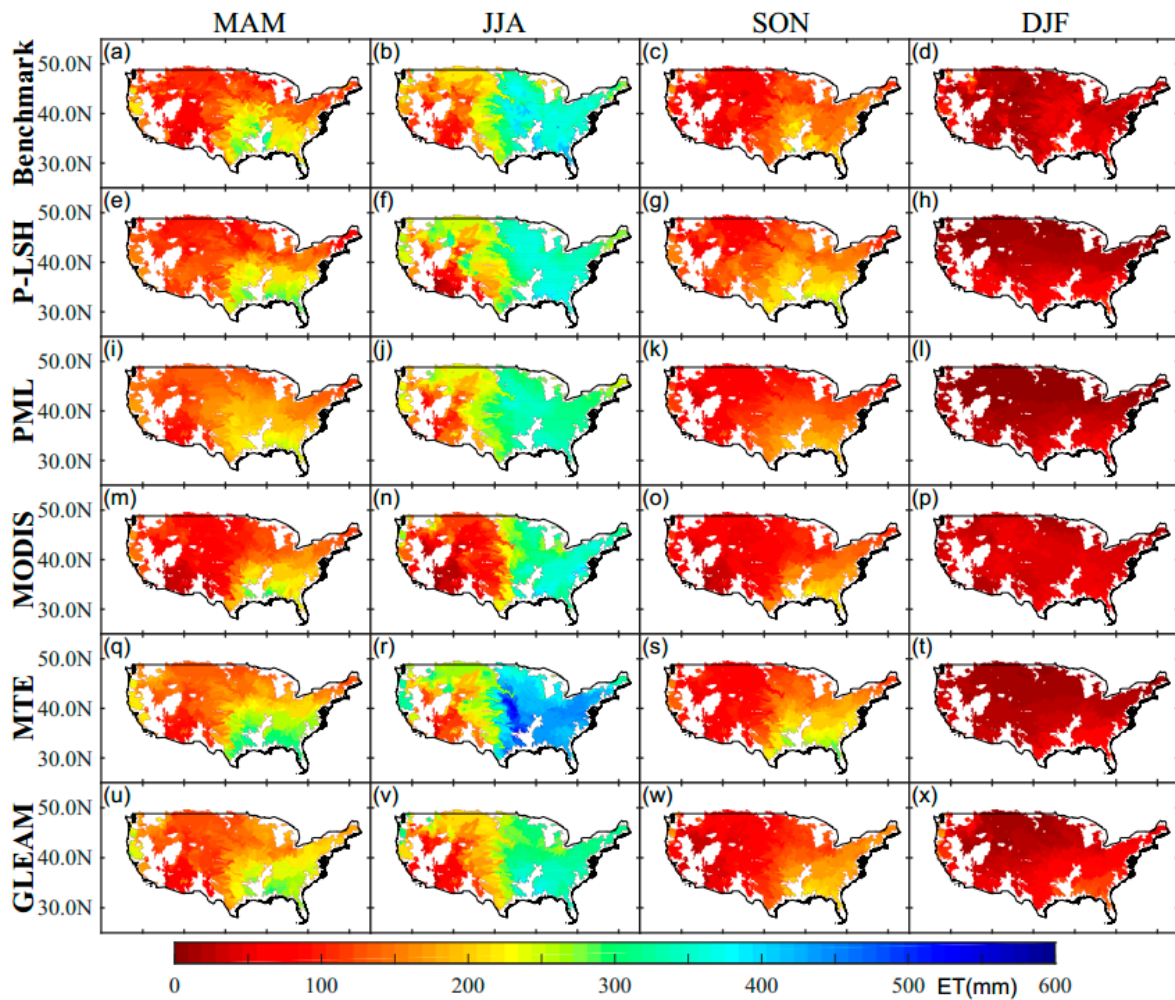 MAM JJA SON DJF
Benchmark
50.0N
40.0N
30.0N
(a) (b) (c) (d)
P-LSH
50.0N
40.0N
30.0N
(e) (f) (g) (h)
PML
50.0N
40.0N
30.0N
(i) (j) (k) (l)
MODIS
50.0N
40.0N
30.0N
(m) (n) (o) (p)
MTE
50.0N
40.0N
30.0N
(q) (r) (s) (t)
GLEAM
50.0N
40.0N
30.0N
(u) (v) (w) (x)
0 100 200 300 400 500 ET(mm) 600